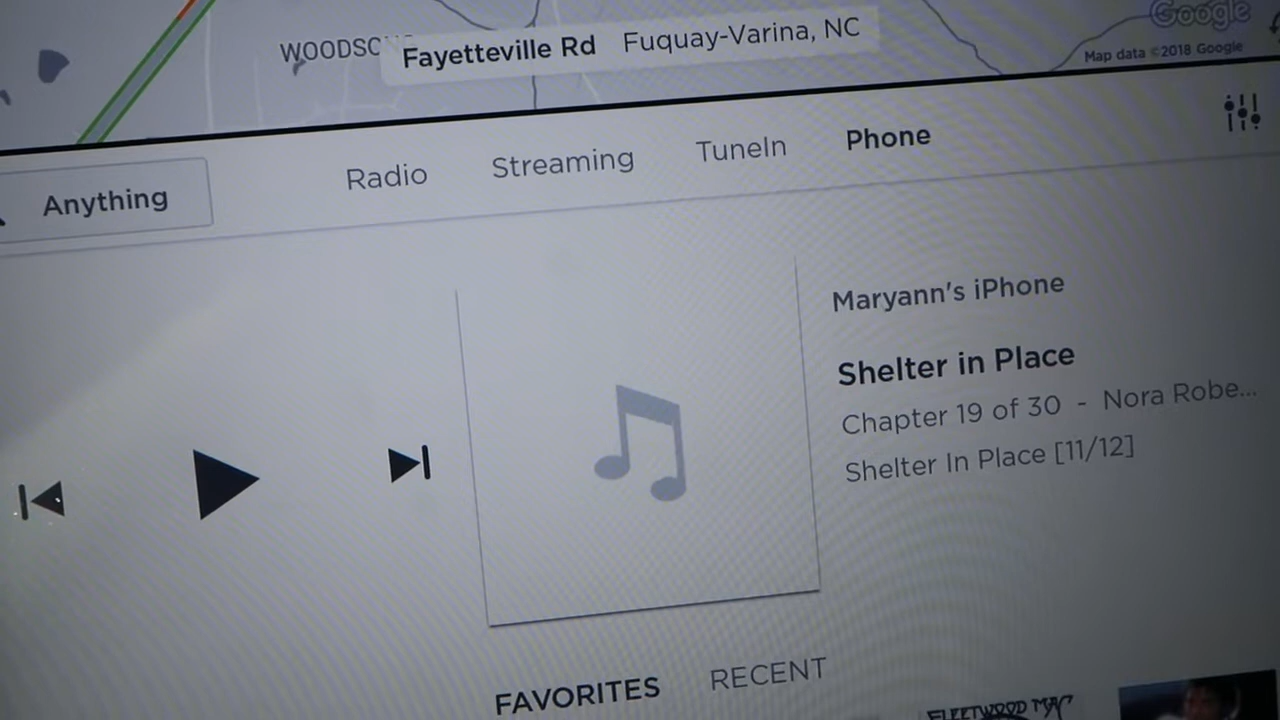 Google
WOODSO
Fayetteville Rd Fuquay-Varina, NC
Map data ©2018 Google
Anything
Radio
Streaming
TuneIn
Phone
Maryann's iPhone
Shelter in Place
Chapter 19 of 30 - Nora Robe...
Shelter In Place [11/12]
FAVORITES
RECENT
FLEETWOOD MAC